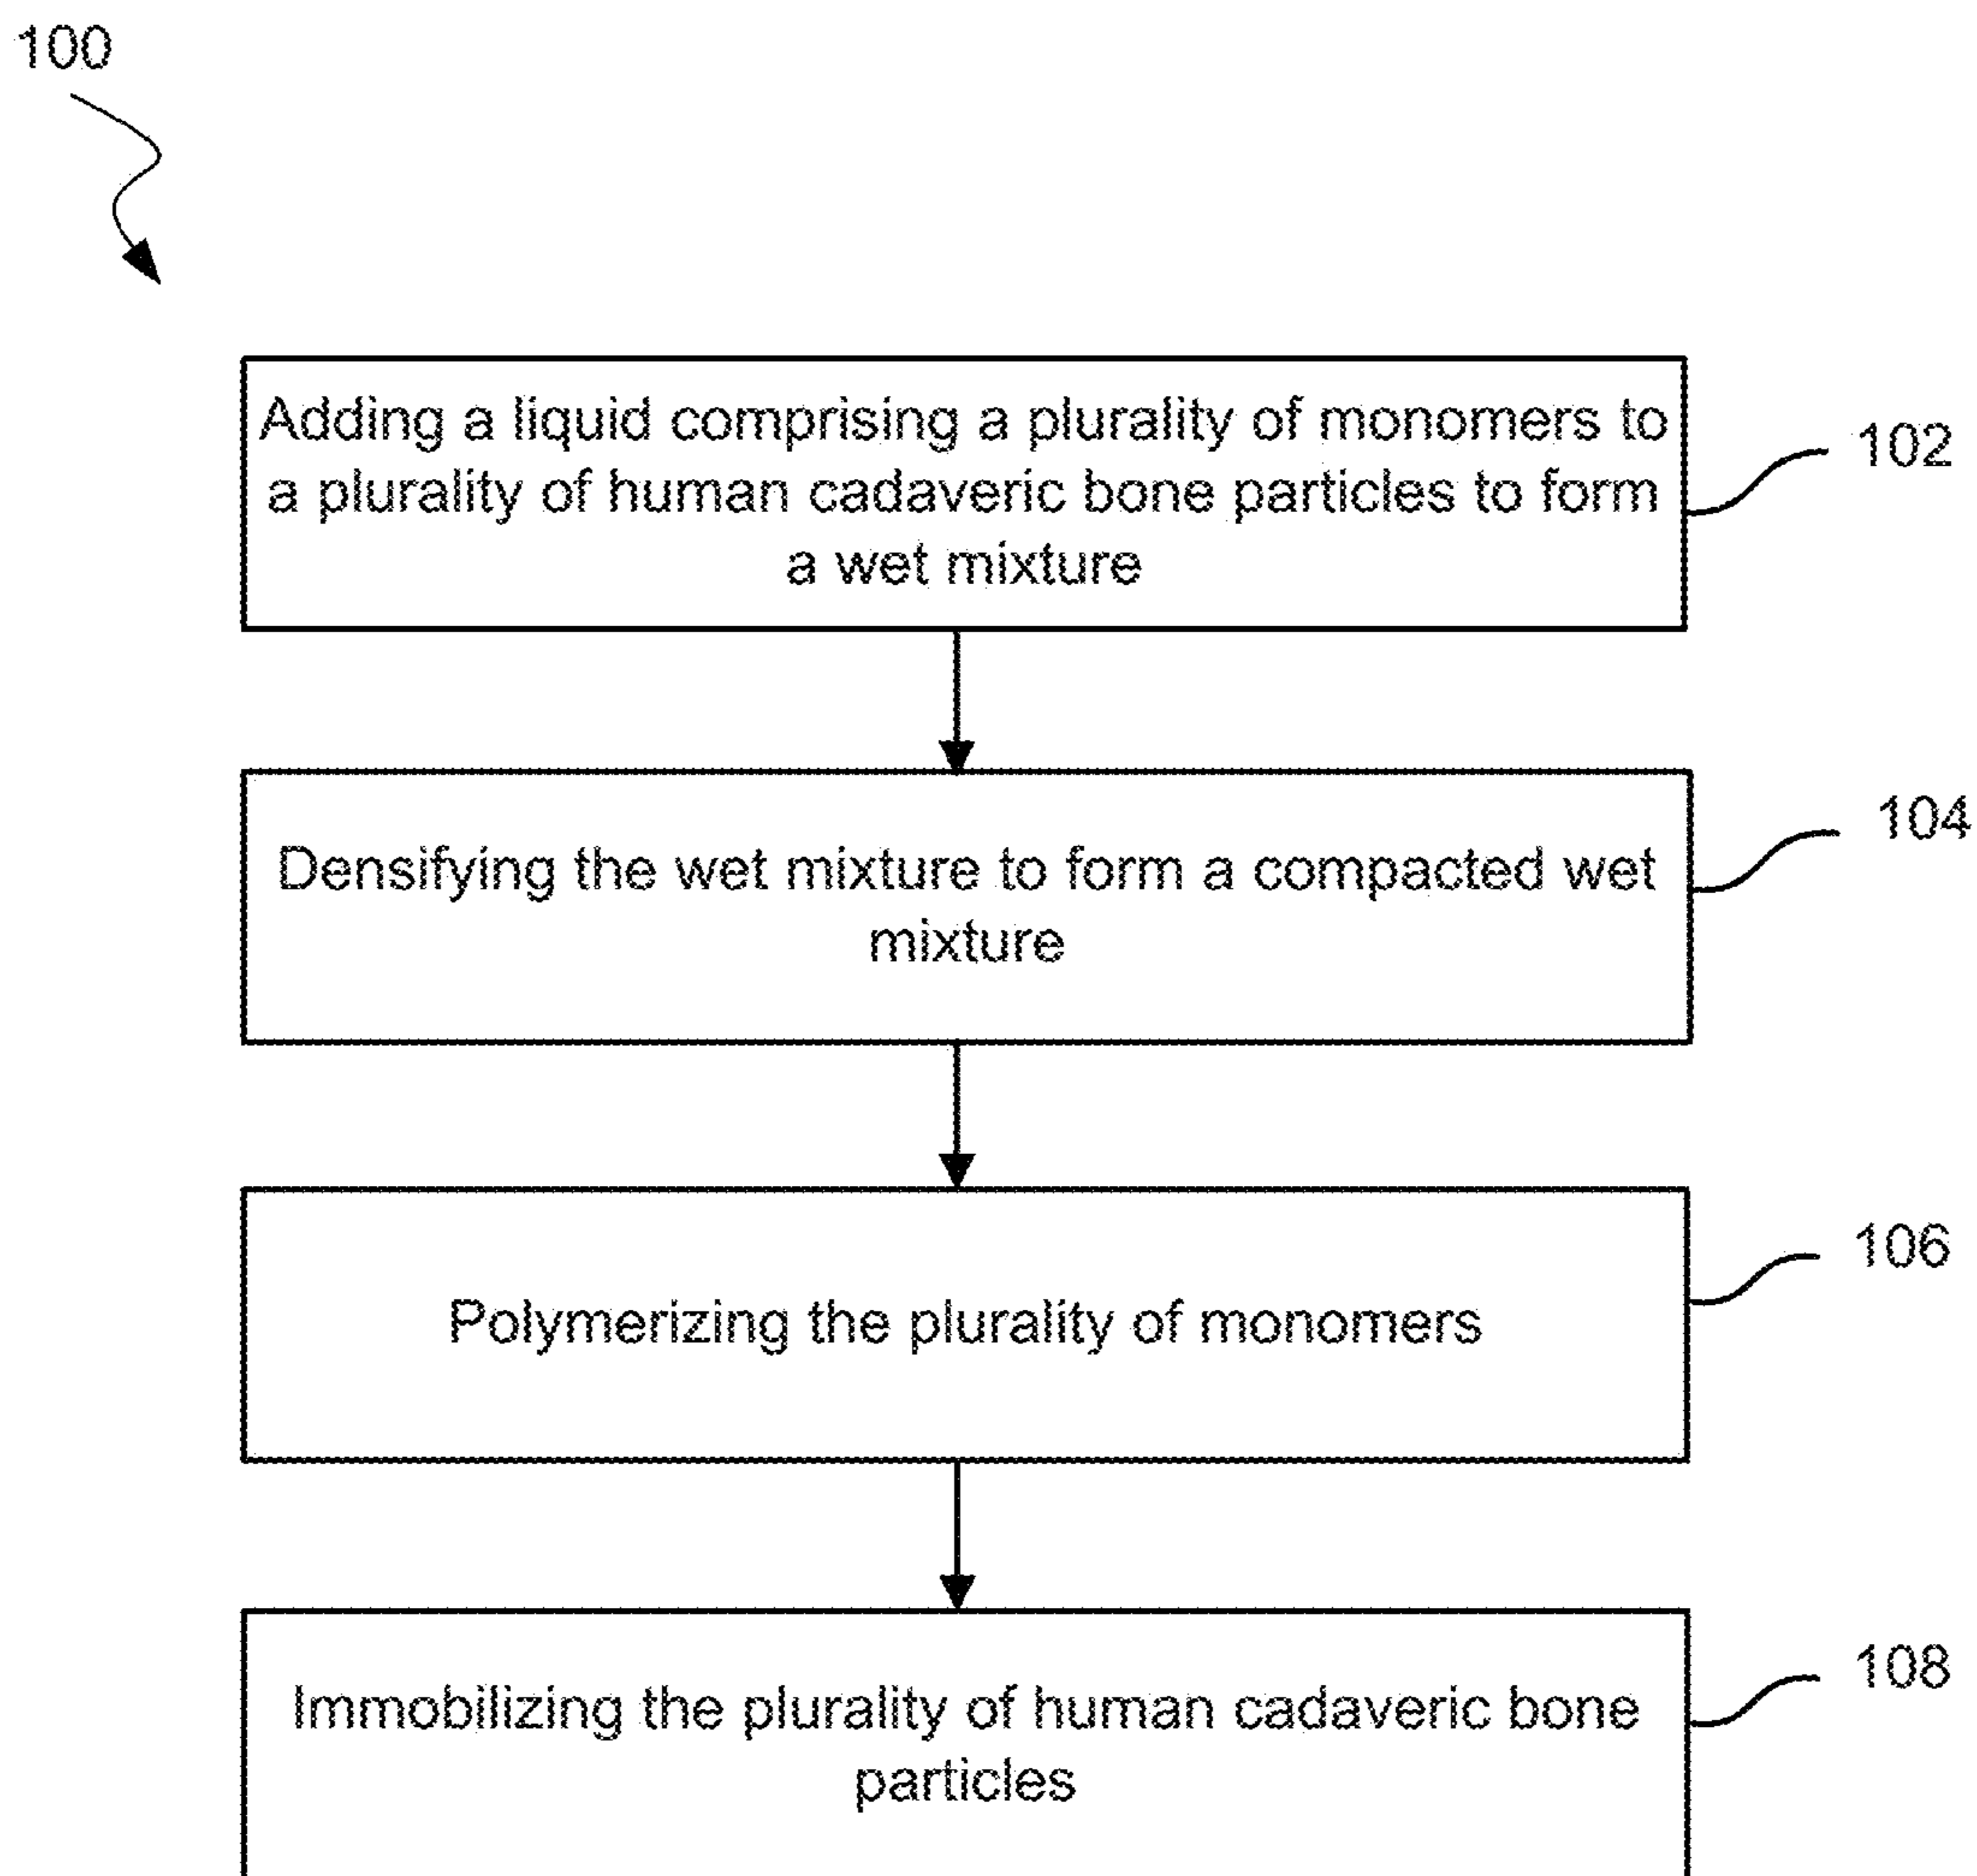 100
Adding a liquid comprising a plurality of monomers to
a plurality of human cadaveric bone particles to form
a wet mixture
102
Densifying the wet mixture to form a compacted wet
mixture
104
Polymerizing the plurality of monomers
106
Immobilizing the plurality of human cadaveric bone
particles
108